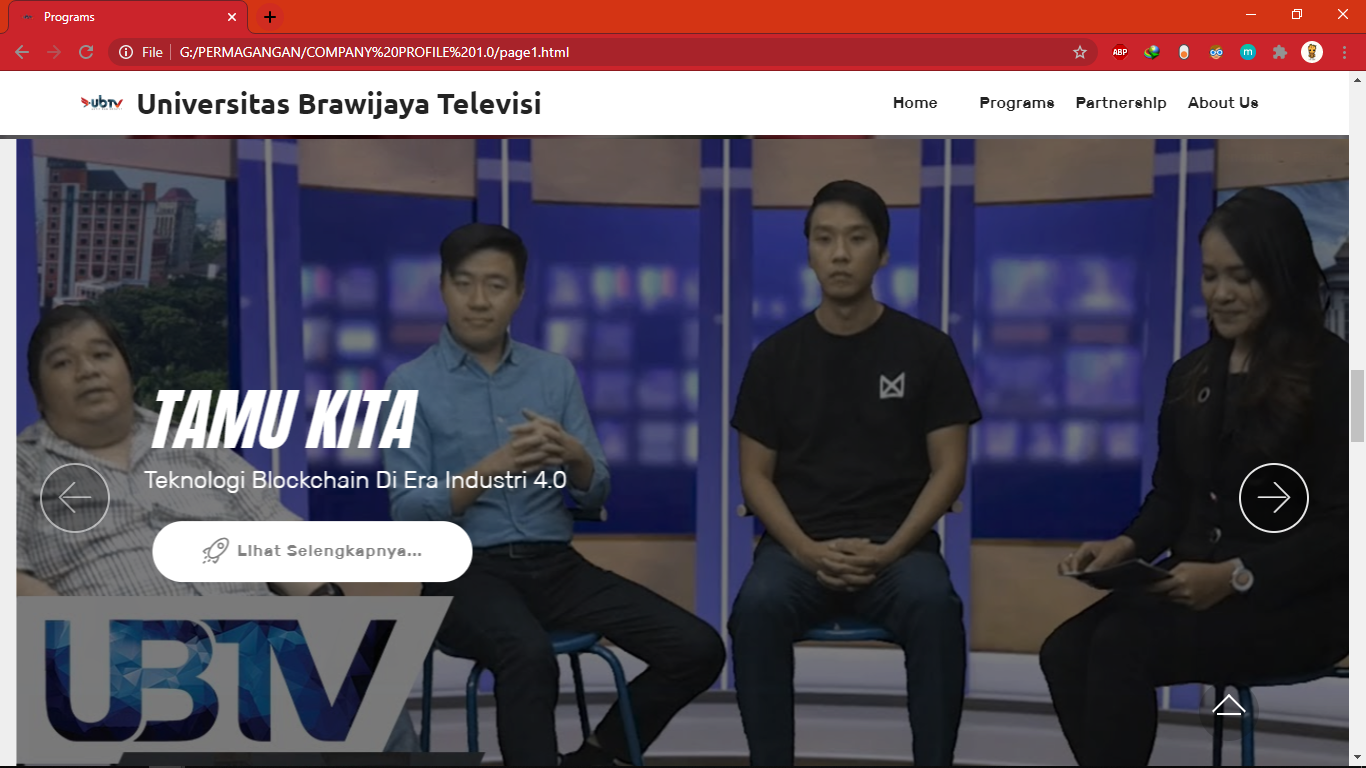 Programs
File G:/PERMAGANGAN/COMPANY%20PROFILE%201.0/page1.html
ABP
m
UBTV Universitas Brawijaya Televisi Home Programs Partnership About Us
TAMU KITA
Teknologi Blockchain Di Era Industri 4.0
Lihat Selengkapnya...
UBTV